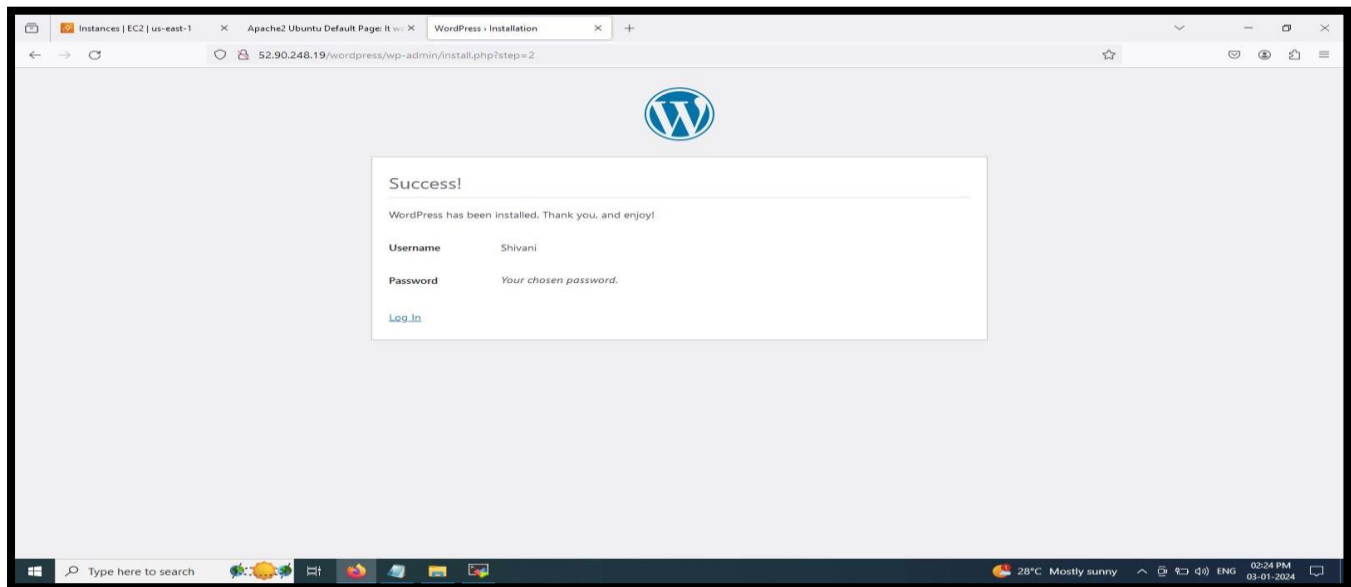 Instances | EC2 | us-east-1
Apache2 Ubuntu Default Page: It wo
WordPress › Installation
52.90.248.19/wordpress/wp-admin/install.php?step=2
Success!
WordPress has been installed. Thank you, and enjoy!
Username Shivani
Password Your chosen password.
Log In
Type here to search
28°C Mostly sunny
ENG
02:24 PM
03-01-2024